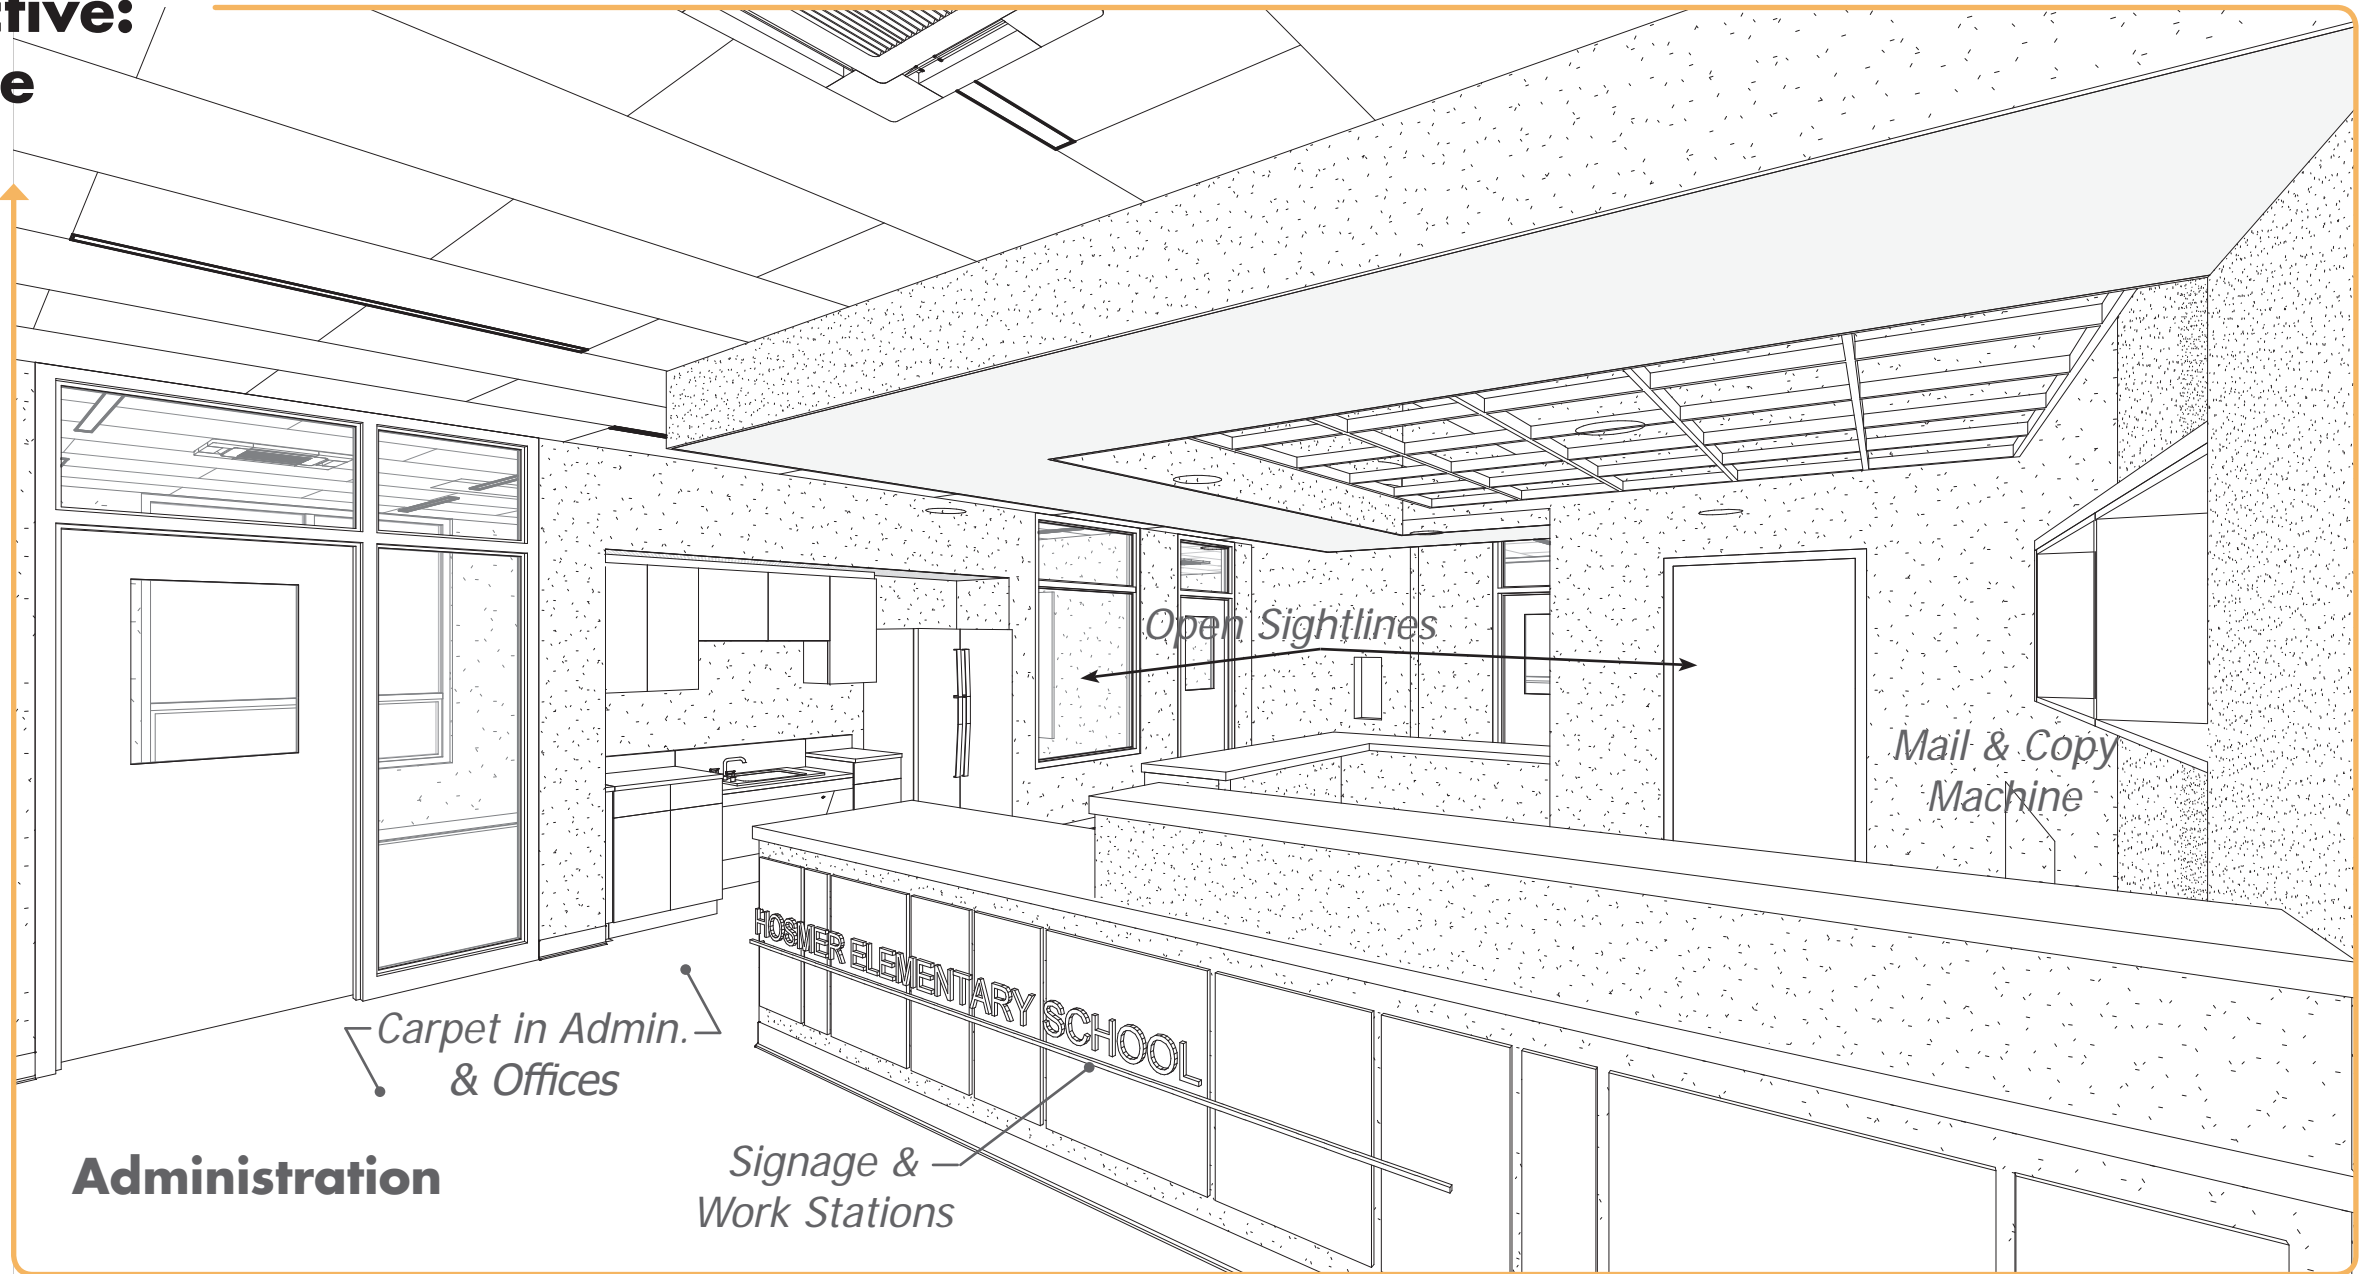 Open Sightlines
Mail & Copy
Machine
HOSMER ELEMENTARY SCHOOL
Carpet in Admin.
& Offices
Signage &
Work Stations
Administration